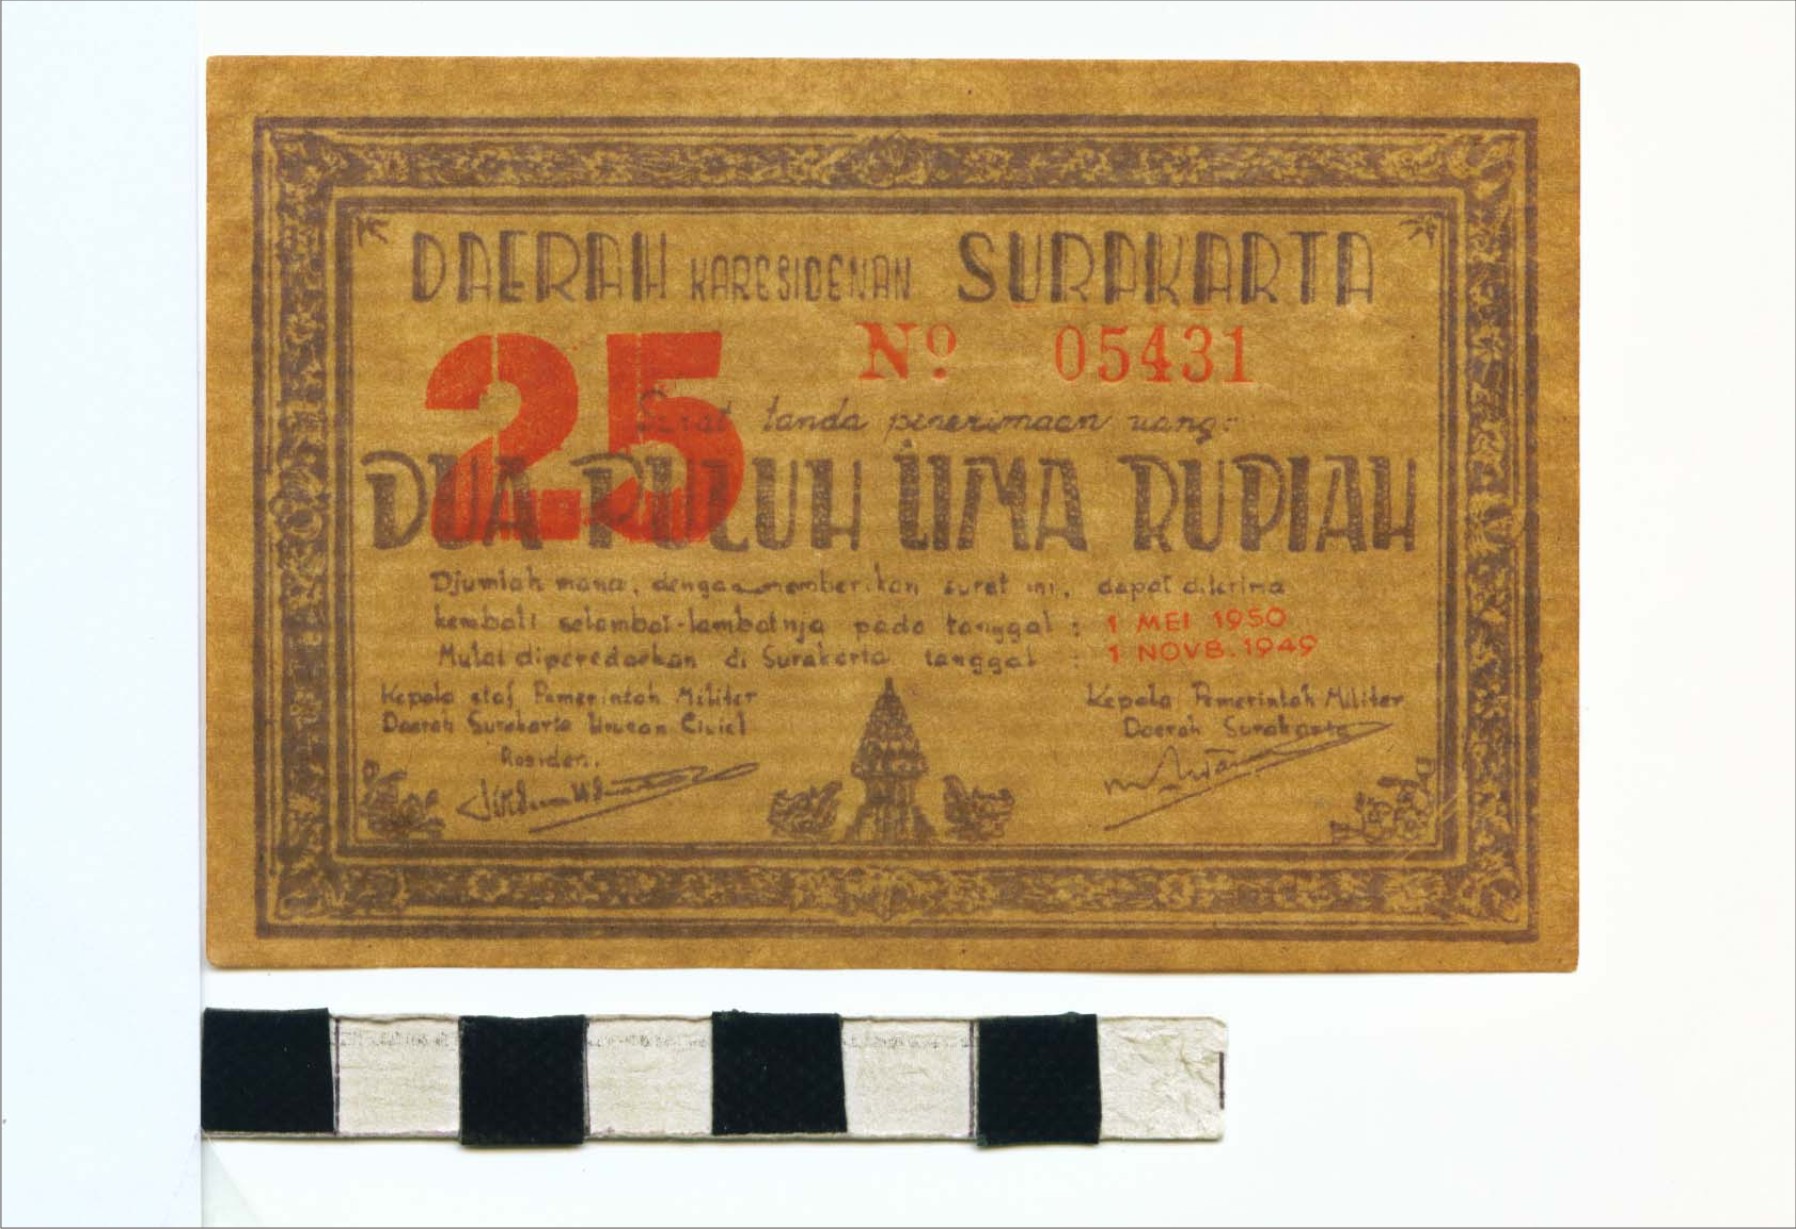 DAERAH KARESIDENAN SURAKARTA
25
Nº 05431
Surat tanda penerimaan uang:
DUA PULUH LIMA RUPIAH
Djumlah mana, dengan memberikan surat ini, dapat diterima
kembali selambat-lambatnja pada tanggal : 1 MEI 1950
Mulai diperedarkan di Surakarta tanggal : 1 NOVB. 1949
Kepala staf Pemerintah Militer
Daerah Surakarta Urusan Civiel
Residen.
Kepala Pemerintah Militer
Daerah Surakarta